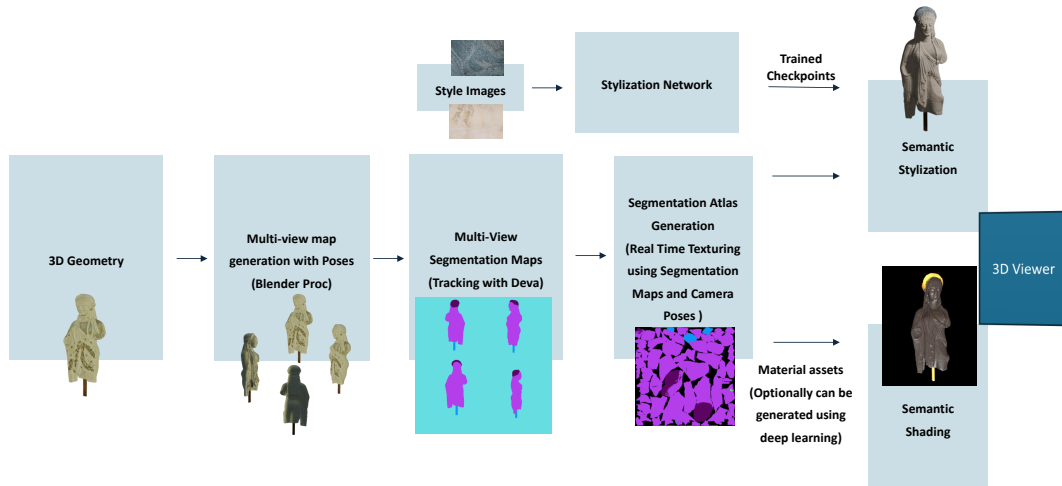 Style Images
Stylization Network
Trained
Checkpoints
Semantic
Stylization
3D Geometry
Multi-view map
generation with Poses
(Blender Proc)
Multi-View
Segmentation Maps
(Tracking with Deva)
Segmentation Atlas
Generation
(Real Time Texturing
using Segmentation
Maps and Camera
Poses )
Material assets
(Optionally can be
generated using
deep learning)
Semantic
Shading
3D Viewer